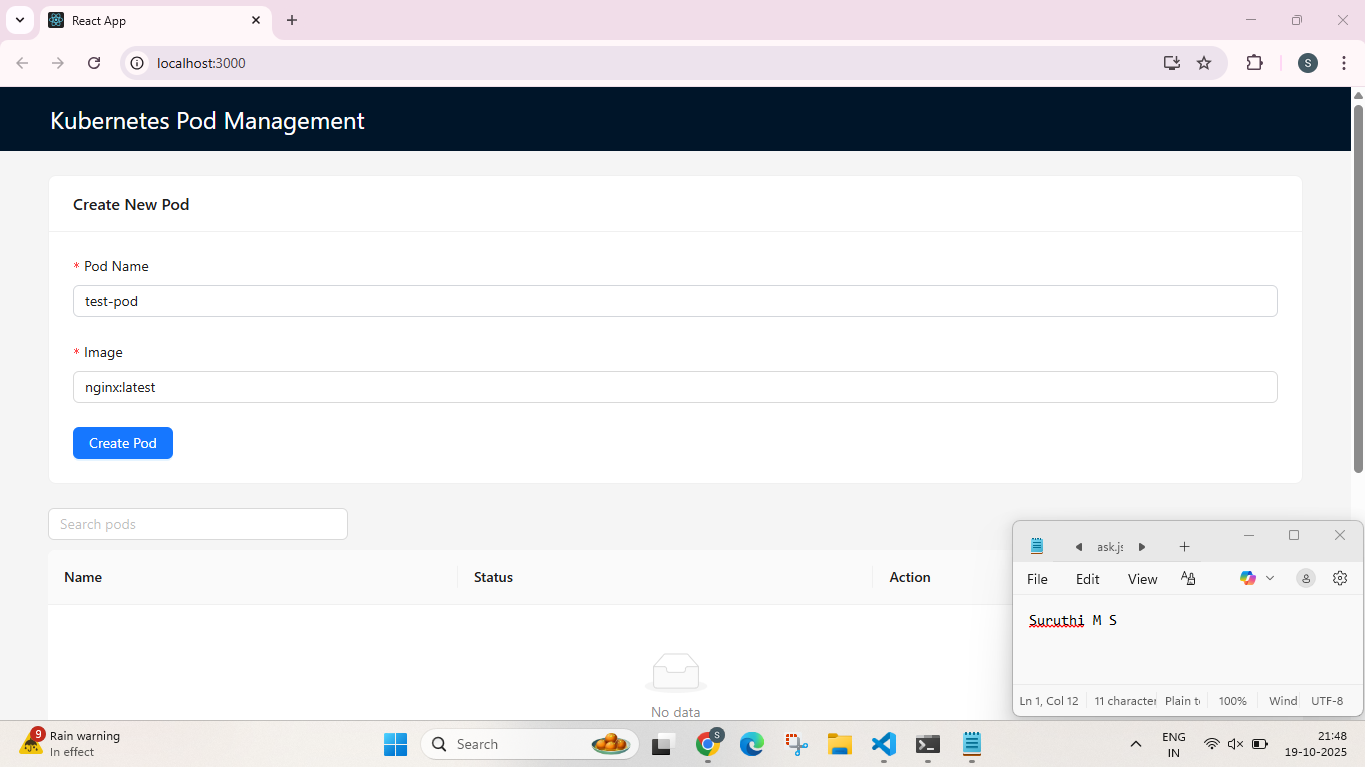 React App
localhost:3000
S
Kubernetes Pod Management
Create New Pod
* Pod Name
test-pod
* Image
nginx:latest
Create Pod
Search pods
Name Status Action
No data
ask.js
File Edit View
Suruthi M S
Ln 1, Col 12 11 character Plain t 100% Wind UTF-8
9
Rain warning
In effect
Search
S
ENG
IN
21:48
19-10-2025